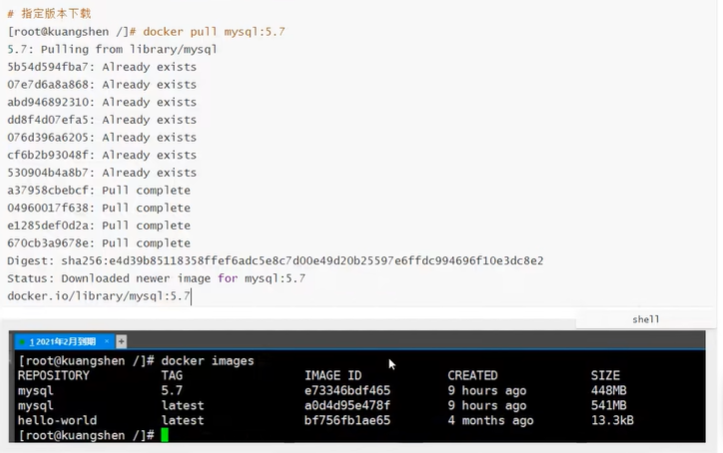 # 指定版本下载
[root@kuangshen /]# docker pull mysql:5.7
5.7: Pulling from library/mysql
5b54d594fba7: Already exists
07e7d6a8a868: Already exists
abd946892310: Already exists
dd8f4d07efa5: Already exists
076d396a6205: Already exists
cf6b2b93048f: Already exists
530904b4a8b7: Already exists
a37958cbebcf: Pull complete
04960017f638: Pull complete
e1285def0d2a: Pull complete
670cb3a9678e: Pull complete
Digest: sha256:e4d39b85118358ffef6adc5e8c7d00e49d20b25597e6ffdc994696f10e3dc8e2
Status: Downloaded newer image for mysql:5.7
docker.io/library/mysql:5.7
shell
1 2021年2月到期 × +
[root@kuangshen /]# docker images
REPOSITORY TAG IMAGE ID CREATED SIZE
mysql 5.7 e73346bdf465 9 hours ago 448MB
mysql latest a0d4d95e478f 9 hours ago 541MB
hello-world latest bf756fb1ae65 4 months ago 13.3kB
[root@kuangshen /]#